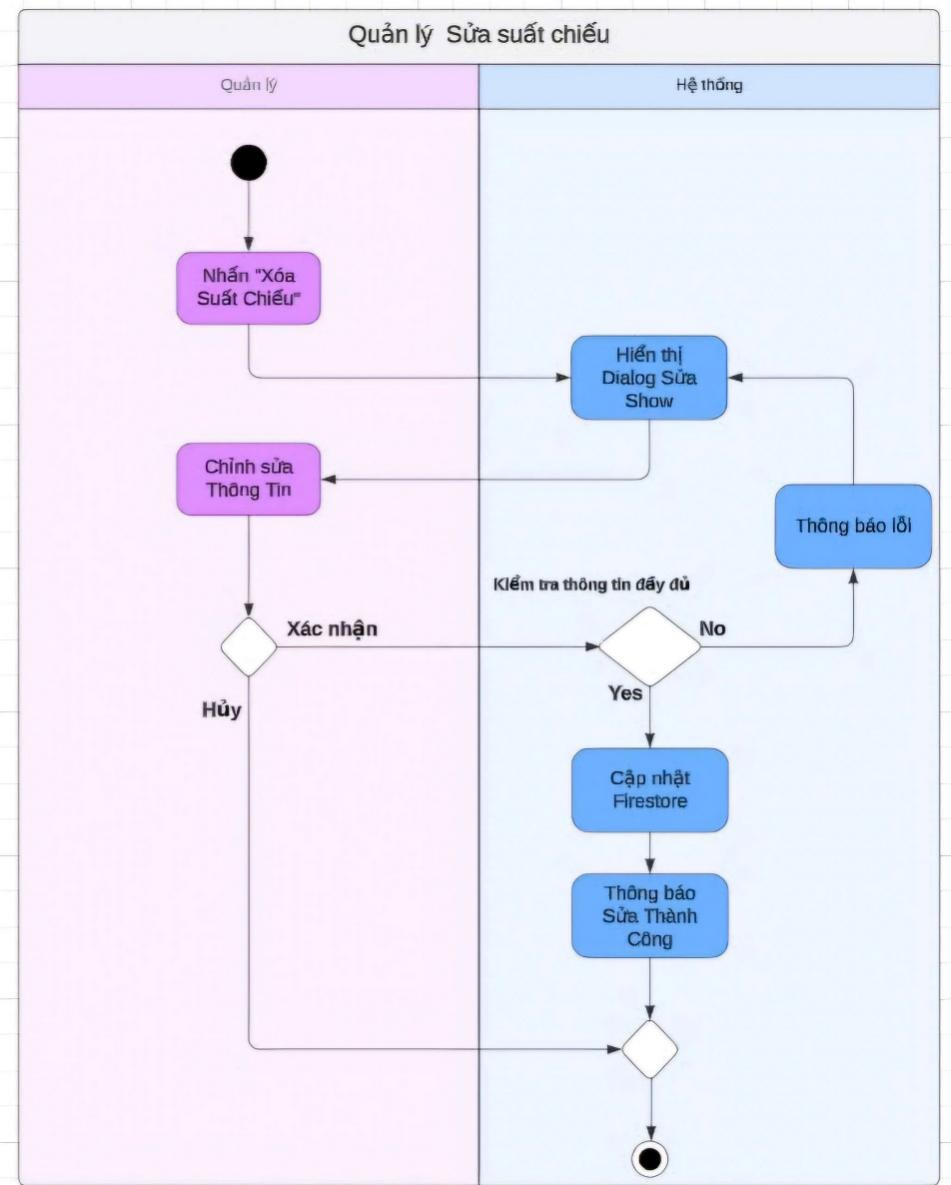 Quản lý Sửa suất chiếu
Quản lý
Hệ thống
Nhấn "Xóa
Suất Chiếu"
Hiển thị
Dialog Sửa
Show
Chỉnh sửa
Thông Tin
Thông báo lỗi
Kiểm tra thông tin đầy đủ
Xác nhận
No
Hủy
Yes
Cập nhật
Firestore
Thông báo
Sửa Thành
Công